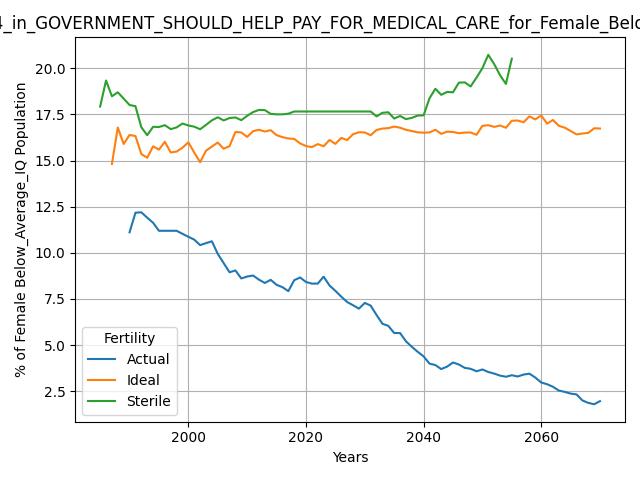 4_in_GOVERNMENT_SHOULD_HELP_PAY_FOR_MEDICAL_CARE_for_Female_Belo
% of Female Below_Average_IQ Population
20.0
17.5
15.0
12.5
10.0
7.5
5.0
2.5
Fertility
Actual
Ideal
Sterile
2000 2020 2040 2060
Years